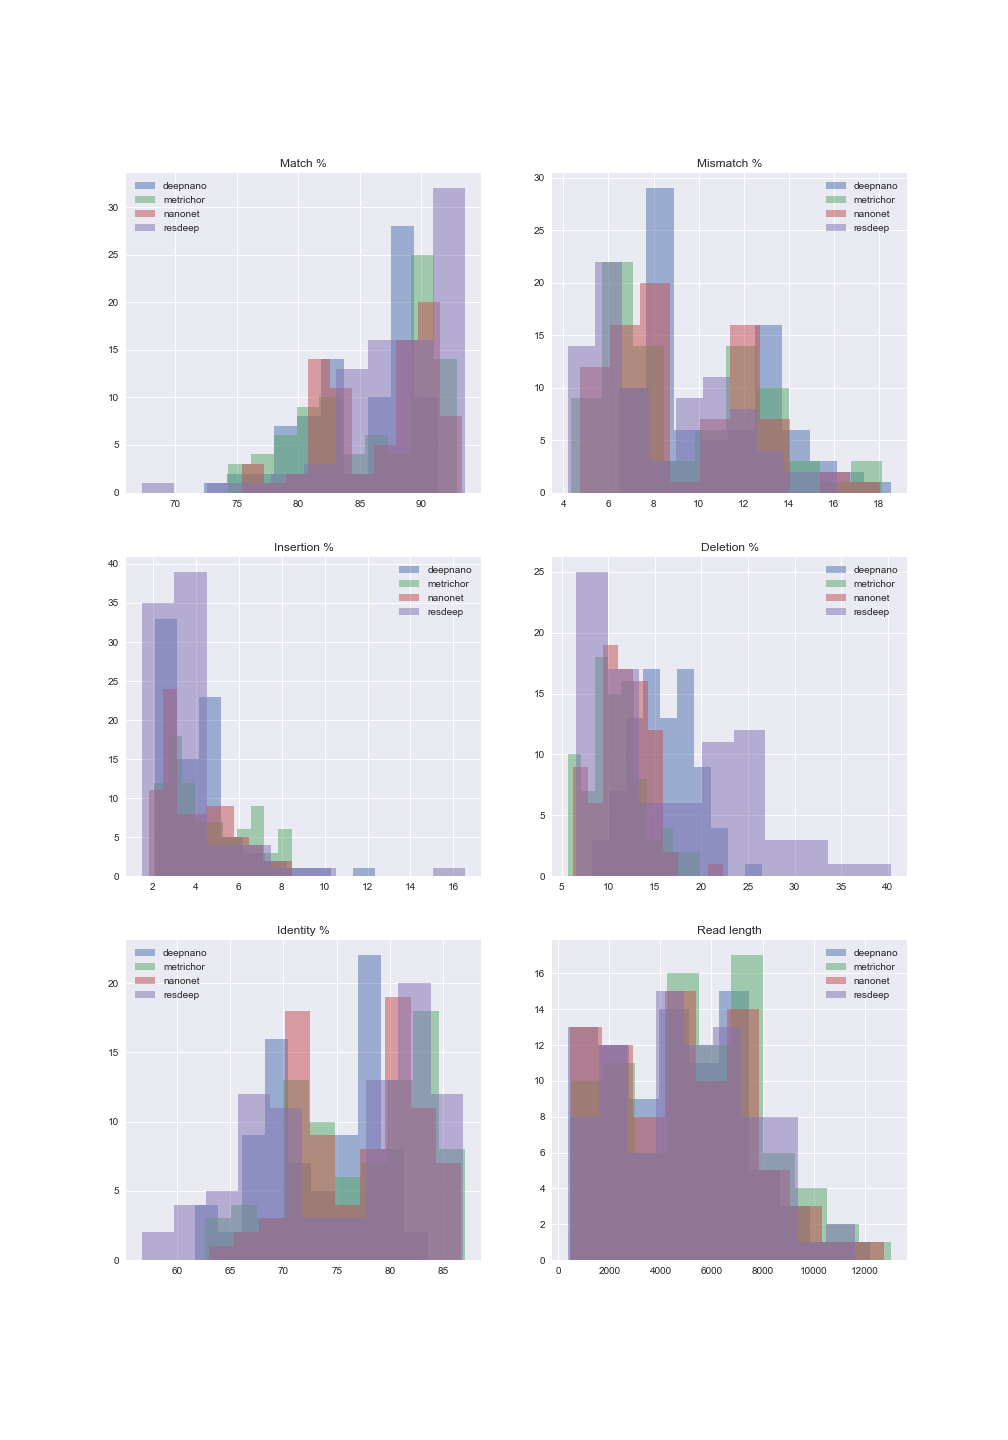 Match %
deepnano
metrichor
nanonet
resdeep
30
25
20
15
10
5
0
70 75 80 85 90
Mismatch %
deepnano
metrichor
nanonet
resdeep
30
25
20
15
10
5
0
4 6 8 10 12 14 16 18
Insertion %
deepnano
metrichor
nanonet
resdeep
40
35
30
25
20
15
10
5
0
2 4 6 8 10 12 14 16
Deletion %
deepnano
metrichor
nanonet
resdeep
25
20
15
10
5
0
5 10 15 20 25 30 35 40
Identity %
deepnano
metrichor
nanonet
resdeep
20
15
10
5
0
60 65 70 75 80 85
Read length
deepnano
metrichor
nanonet
resdeep
16
14
12
10
8
6
4
2
0
0 2000 4000 6000 8000 10000 12000